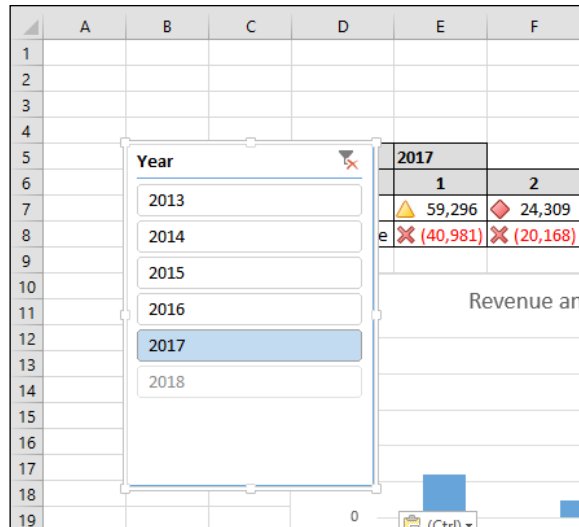 A B C D E F
1
2
3
4
5 Year 2017
6 1 2
7 2013 59,296 24,309
8 2014 e (40,981) (20,168)
9
10 2015
11 2016 Revenue an
12
13 2017
14 2018
15
16
17
18
19 0 (Ctrl)